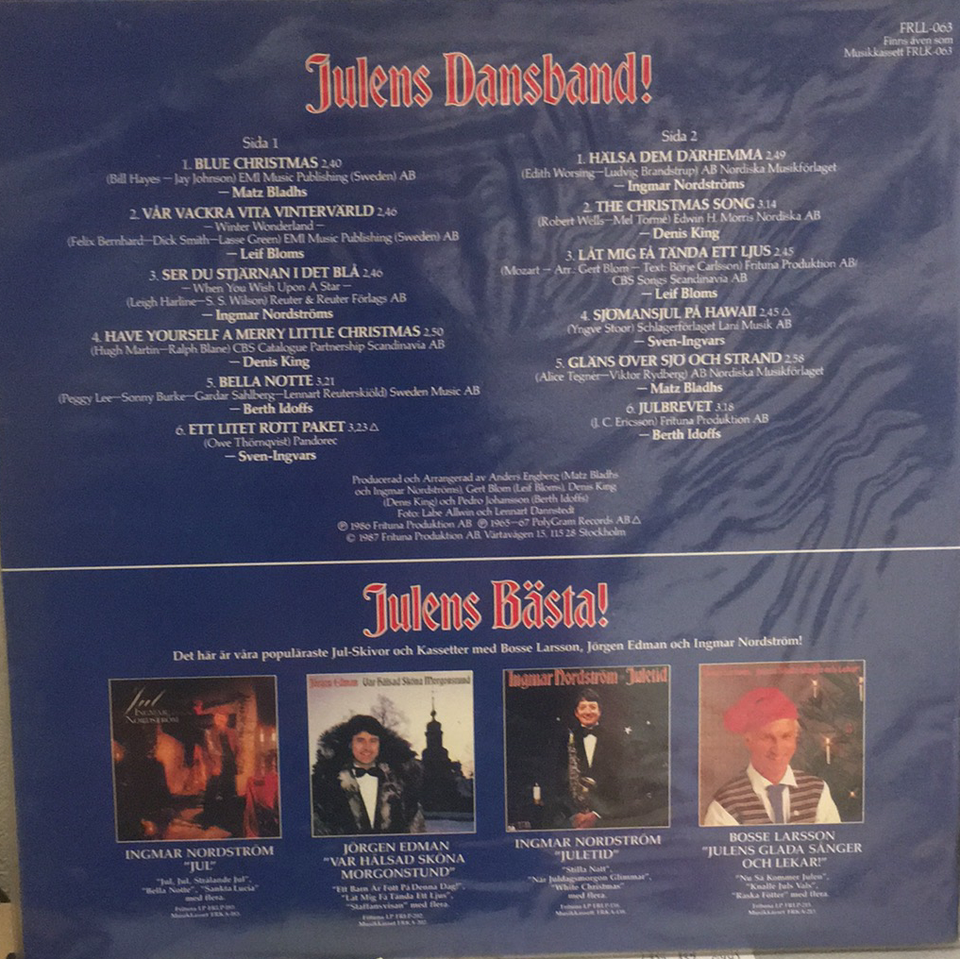 FRLL-063
Finns även som
Musikkassett FRLK-063
Julens Dansband!
Sida 1
1. BLUE CHRISTMAS 2,40
(Bill Hayes – Jay Johnson) EMI Music Publishing (Sweden) AB
– Matz Bladhs
2. VÅR VACKRA VITA VINTERVÄRLD 2,46
– Winter Wonderland –
(Felix Bernhard–Dick Smith–Lasse Green) EMI Music Publishing (Sweden) AB
– Leif Bloms
3. SER DU STJÄRNAN I DET BLÅ 2,46
– When You Wish Upon A Star –
(Leigh Harline–S. S. Wilson) Reuter & Reuter Förlags AB
– Ingmar Nordströms
4. HAVE YOURSELF A MERRY LITTLE CHRISTMAS 2,50
(Hugh Martin–Ralph Blane) CBS Catalogue Partnership Scandinavia AB
– Denis King
5. BELLA NOTTE 3,21
(Peggy Lee–Sonny Burke–Gardar Sahlberg–Lennart Reuterskiöld) Sweden Music AB
– Berth Idoffs
6. ETT LITET RÖTT PAKET 3,23 △
(Owe Thörnqvist) Pandorec
– Sven-Ingvars
Sida 2
1. HÄLSA DEM DÄRHEMMA 2,49
(Edith Worsing–Ludvig Brandstrup) AB Nordiska Musikförlaget
– Ingmar Nordströms
2. THE CHRISTMAS SONG 3,14
(Robert Wells–Mel Tormé) Edwin H. Morris Nordiska AB
– Denis King
3. LÅT MIG FÅ TÄNDA ETT LJUS 2,45
(Mozart – Arr. Gert Blom – Text: Börje Carlsson) Frituna Produktion AB/
CBS Songs Scandinavia AB
– Leif Bloms
4. SJÖMANSJUL PÅ HAWAII 2,45 △
(Yngve Stoor) Schlagerförlaget Lani Musik AB
– Sven-Ingvars
5. GLÄNS ÖVER SJÖ OCH STRAND 2,58
(Alice Tegnér–Viktor Rydberg) AB Nordiska Musikförlaget
– Matz Bladhs
6. JULBREVET 3,18
(J. C. Ericsson) Frituna Produktion AB
– Berth Idoffs
Producerad och Arrangerad av Anders Engberg (Matz Bladhs
och Ingmar Nordströms), Gert Blom (Leif Bloms), Denis King
(Denis King) och Pedro Johansson (Berth Idoffs)
Foto: Labe Allwin och Lennart Dannstedt
℗ 1986 Frituna Produktion AB ℗ 1965–67 PolyGram Records AB △
© 1987 Frituna Produktion AB, Värtavägen 15, 115 28 Stockholm
Julens Bästa!
Det här är våra populäraste Jul-Skivor och Kassetter med Bosse Larsson, Jörgen Edman och Ingmar Nordström!
Jul
INGMAR
NORDSTRÖM
Jörgen Edman Var Hälsad Sköna Morgonstund
Ingmar Nordström – Juletid
INGMAR NORDSTRÖM
"JUL"
"Jul, Jul, Strålande Jul",
"Bella Notte", "Sankta Lucia"
med flera.
JÖRGEN EDMAN
"VAR HÄLSAD SKÖNA
MORGONSTUND"
"Ett Barn Är Fött På Denna Dag!",
"Låt Mig Få Tända Ett Ljus",
"Staffansvisan" med flera.
INGMAR NORDSTRÖM
"JULETID"
"Stilla Natt",
"När Juldagsmorgon Glimmar",
"White Christmas"
med flera.
BOSSE LARSSON
"JULENS GLADA SÅNGER
OCH LEKAR!"
"Nu Så Kommer Julen",
"Knalle Juls Vals",
"Raska Fötter" med flera.